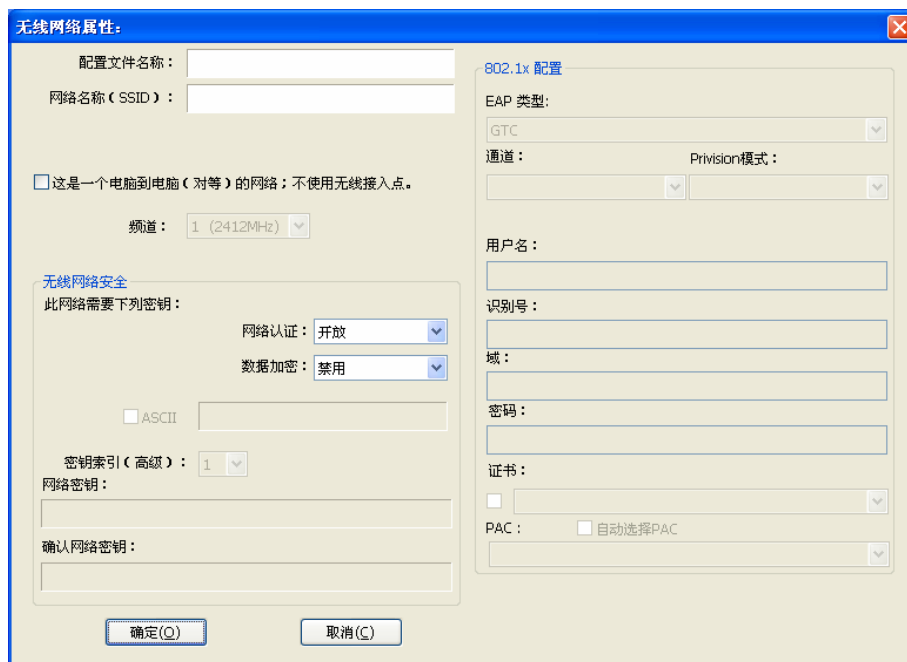 无线网络属性:
配置文件名称：
网络名称（SSID）：
这是一个电脑到电脑（对等）的网络；不使用无线接入点。
频道： 1 (2412MHz)
无线网络安全
此网络需要下列密钥：
网络认证： 开放
数据加密： 禁用
ASCII
密钥索引（高级）： 1
网络密钥：
确认网络密钥：
确定(O)
取消(C)
802.1x 配置
EAP 类型:
GTC
通道： Privision模式：
用户名：
识别号：
域：
密码：
证书：
PAC： 自动选择PAC